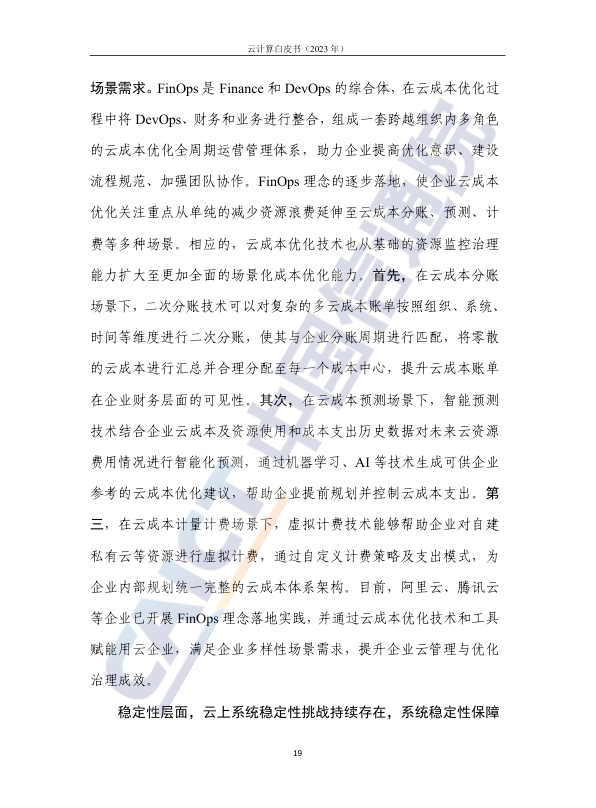 云计算白皮书（2023 年）
场景需求。FinOps 是 Finance 和 DevOps 的综合体，在云成本优化过
程中将 DevOps、财务和业务进行整合，组成一套跨越组织内多角色
的云成本优化全周期运营管理体系，助力企业提高优化意识、建设
流程规范、加强团队协作。FinOps 理念的逐步落地，使企业云成本
优化关注重点从单纯的减少资源浪费延伸至云成本分账、预测、计
费等多种场景。相应的，云成本优化技术也从基础的资源监控治理
能力扩大至更加全面的场景化成本优化能力。首先，在云成本分账
场景下，二次分账技术可以对复杂的多云成本账单按照组织、系统、
时间等维度进行二次分账，使其与企业分账周期进行匹配，将零散
的云成本进行汇总并合理分配至每一个成本中心，提升云成本账单
在企业财务层面的可见性。其次，在云成本预测场景下，智能预测
技术结合企业云成本及资源使用和成本支出历史数据对未来云资源
费用情况进行智能化预测，通过机器学习、AI 等技术生成可供企业
参考的云成本优化建议，帮助企业提前规划并控制云成本支出。第
三，在云成本计量计费场景下，虚拟计费技术能够帮助企业对自建
私有云等资源进行虚拟计费，通过自定义计费策略及支出模式，为
企业内部规划统一完整的云成本体系架构。目前，阿里云、腾讯云
等企业已开展 FinOps 理念落地实践，并通过云成本优化技术和工具
赋能用云企业，满足企业多样性场景需求，提升企业云管理与优化
治理成效。
稳定性层面，云上系统稳定性挑战持续存在，系统稳定性保障
19
CAICT 中国信通院